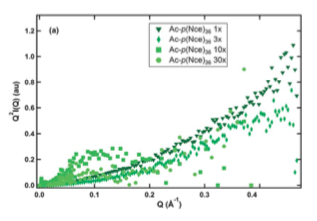 (a)
Ac-p(Nce)36 1x
Ac-p(Nce)36 3x
Ac-p(Nce)36 10x
Ac-p(Nce)36 30x
Q²I(Q) (au)
1.2
1.0
0.8
0.6
0.4
0.2
0.0
0.0 0.1 0.2 0.3 0.4
Q (Å⁻¹)